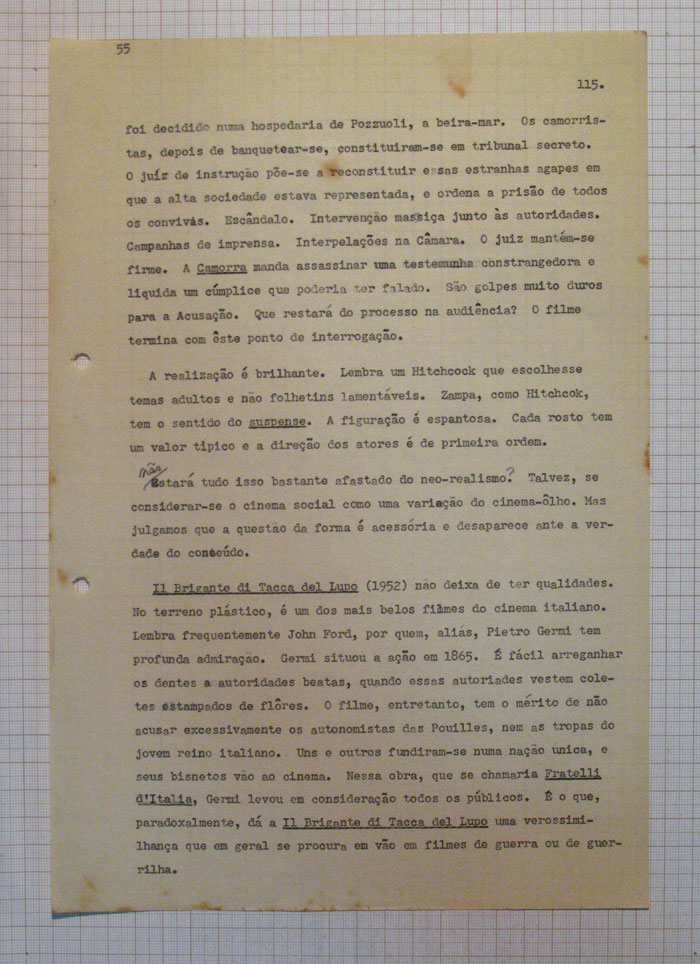 55
115.
foi decidido numa hospedaria de Pozzuoli, a beira-mar. Os camorris-
tas, depois de banquetear-se, constituiram-se em tribunal secreto.
O juiz de instrução põe-se a reconstituir essas estranhas agapes em
que a alta sociedade estava representada, e ordena a prisão de todos
os convivas. Escândalo. Intervenção massiça junto às autoridades.
Campanhas de imprensa. Interpelações na Câmara. O juiz mantém-se
firme. A Camorra manda assassinar uma testemunha constrangedora e
liquida um cúmplice que poderia ter falado. São golpes muito duros
para a Acusação. Que restará do processo na audiência? O filme
termina com êste ponto de interrogação.
A realização é brilhante. Lembra um Hitchcock que escolhesse
temas adultos e não folhetins lamentáveis. Zampa, como Hitchcok,
tem o sentido do suspense. A figuração é espantosa. Cada rosto tem
um valor tipico e a direção dos atores é de primeira ordem.
não
Estará tudo isso bastante afastado do neo-realismo? Talvez, se
considerar-se o cinema social como uma variação do cinema-ôlho. Mas
julgamos que a questão da forma é acessória e desaparece ante a ver-
dade do conteúdo.
Il Brigante di Tacca del Lupo (1952) não deixa de ter qualidades.
No terreno plástico, é um dos mais belos filmes do cinema italiano.
Lembra frequentemente John Ford, por quem, aliás, Pietro Germi tem
profunda admiração. Germi situou a ação em 1865. É fácil arreganhar
os dentes a autoridades beatas, quando essas autoriades vestem cole-
tes estampados de flôres. O filme, entretanto, tem o mérito de não
acusar excessivamente os autonomistas das Pouilles, nem as tropas do
jovem reino italiano. Uns e outros fundiram-se numa nação unica, e
seus bisnetos vão ao cinema. Nessa obra, que se chamaria Fratelli
d'Italia, Germi levou em consideração todos os públicos. É o que,
paradoxalmente, dá a Il Brigante di Tacca del Lupo uma verossimi-
lhança que em geral se procura em vão em filmes de guerra ou de guer-
rilha.